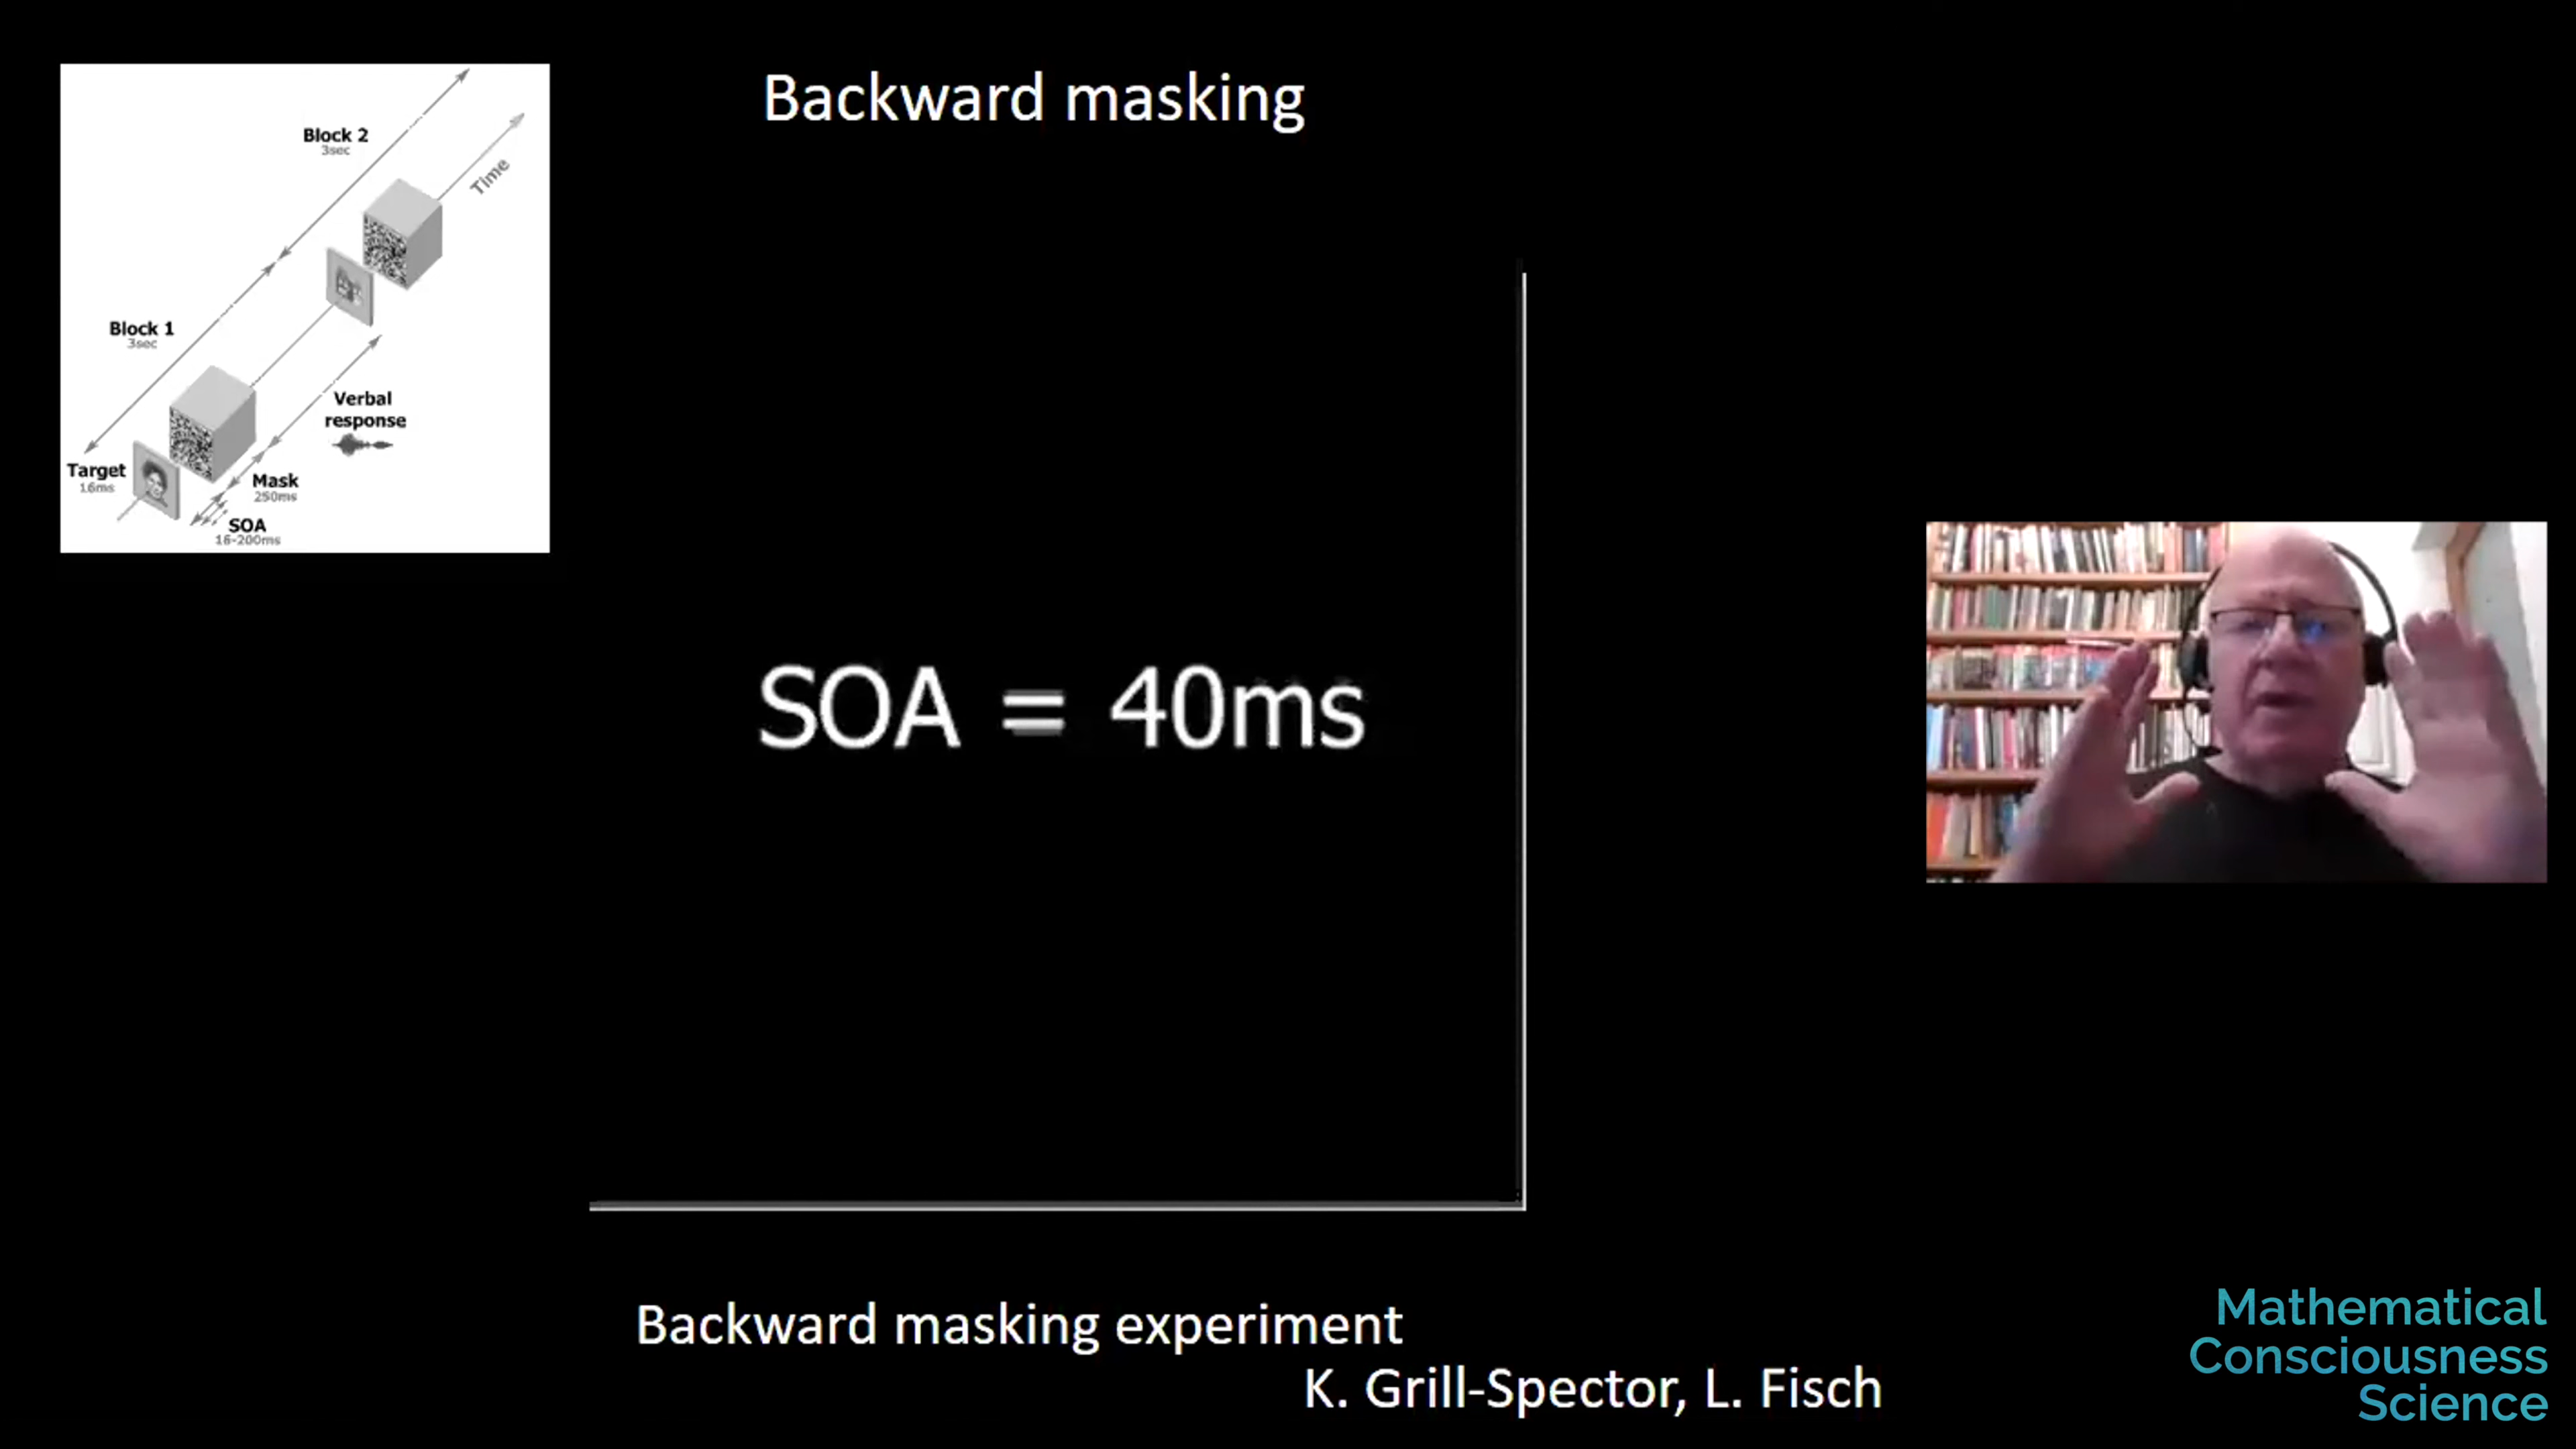 Backward masking
Block 2
3sec
Time
Block 1
3sec
Verbal
response
Target
16ms
Mask
250ms
SOA
16-200ms
SOA = 40ms
Backward masking experiment
K. Grill-Spector, L. Fisch
Mathematical
Consciousness
Science